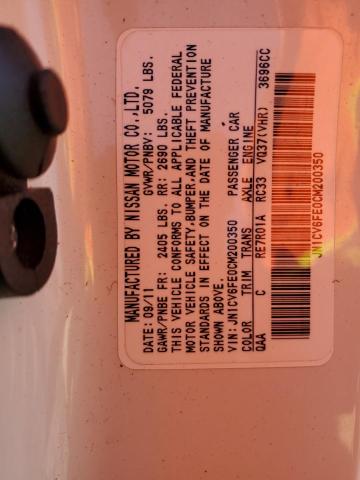 MANUFACTURED BY NISSAN MOTOR CO.,LTD.
DATE: 09/11 GVWR/PNBV: 5079 LBS.
GAWR/PNBE FR: 2405 LBS. RR: 2690 LBS.
THIS VEHICLE CONFORMS TO ALL APPLICABLE FEDERAL
MOTOR VEHICLE SAFETY,BUMPER,AND THEFT PREVENTION
STANDARDS IN EFFECT ON THE DATE OF MANUFACTURE
SHOWN ABOVE.
VIN: JN1CV6FE0CM200350 PASSENGER CAR
COLOR TRIM TRANS AXLE ENGINE
QAA C RE7R01A RC33 VQ37(VHR) 3696CC
JN1CV6FE0CM200350